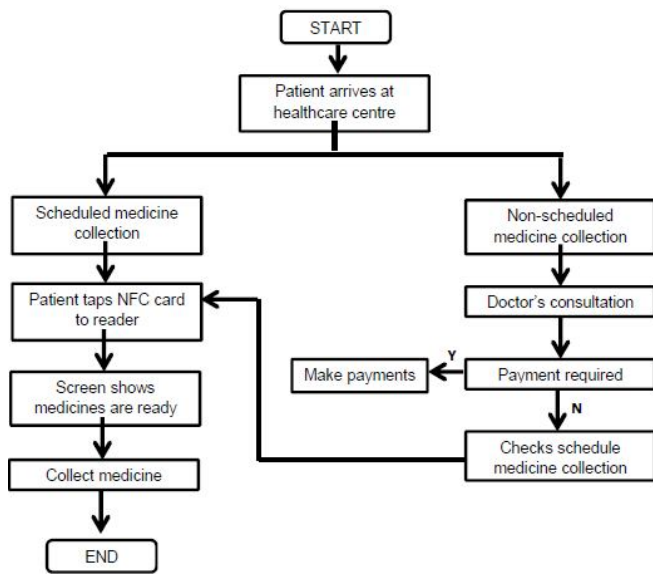 START
Patient arrives at
healthcare centre
Scheduled medicine
collection
Non-scheduled
medicine collection
Patient taps NFC card
to reader
Doctor's consultation
Screen shows
medicines are ready
Make payments
Y
Payment required
N
Collect medicine
Checks schedule
medicine collection
END